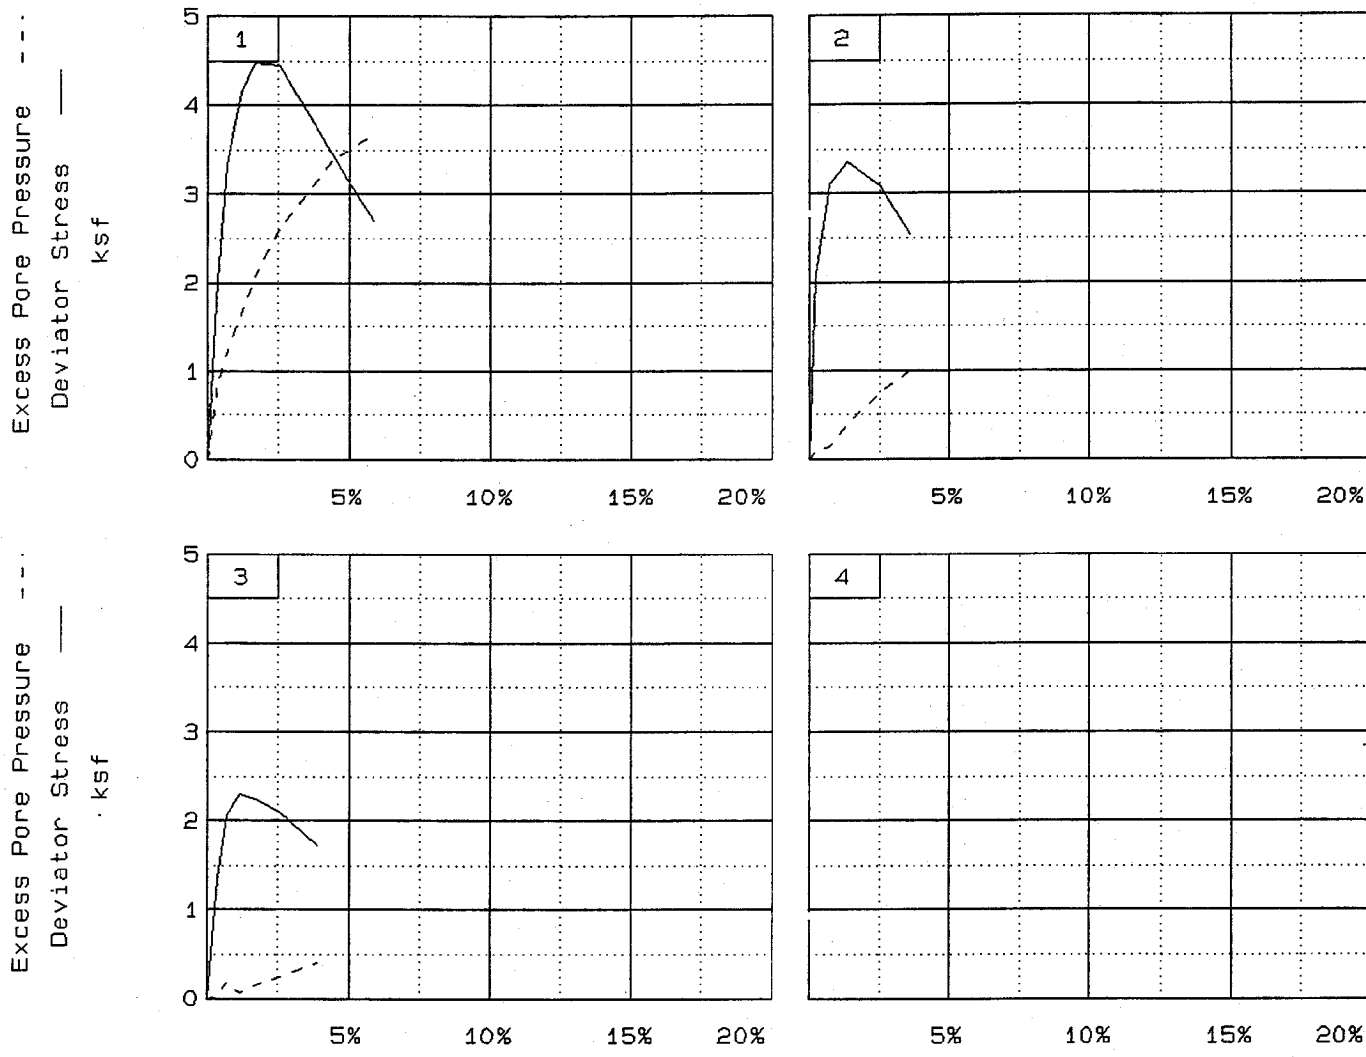 Excess Pore Pressure ---
Deviator Stress ——
ksf
5
4
3
2
1
0
1
5% 10% 15% 20%
2
5% 10% 15% 20%
Excess Pore Pressure ---
Deviator Stress ——
ksf
5
4
3
2
1
0
3
5% 10% 15% 20%
4
5% 10% 15% 20%